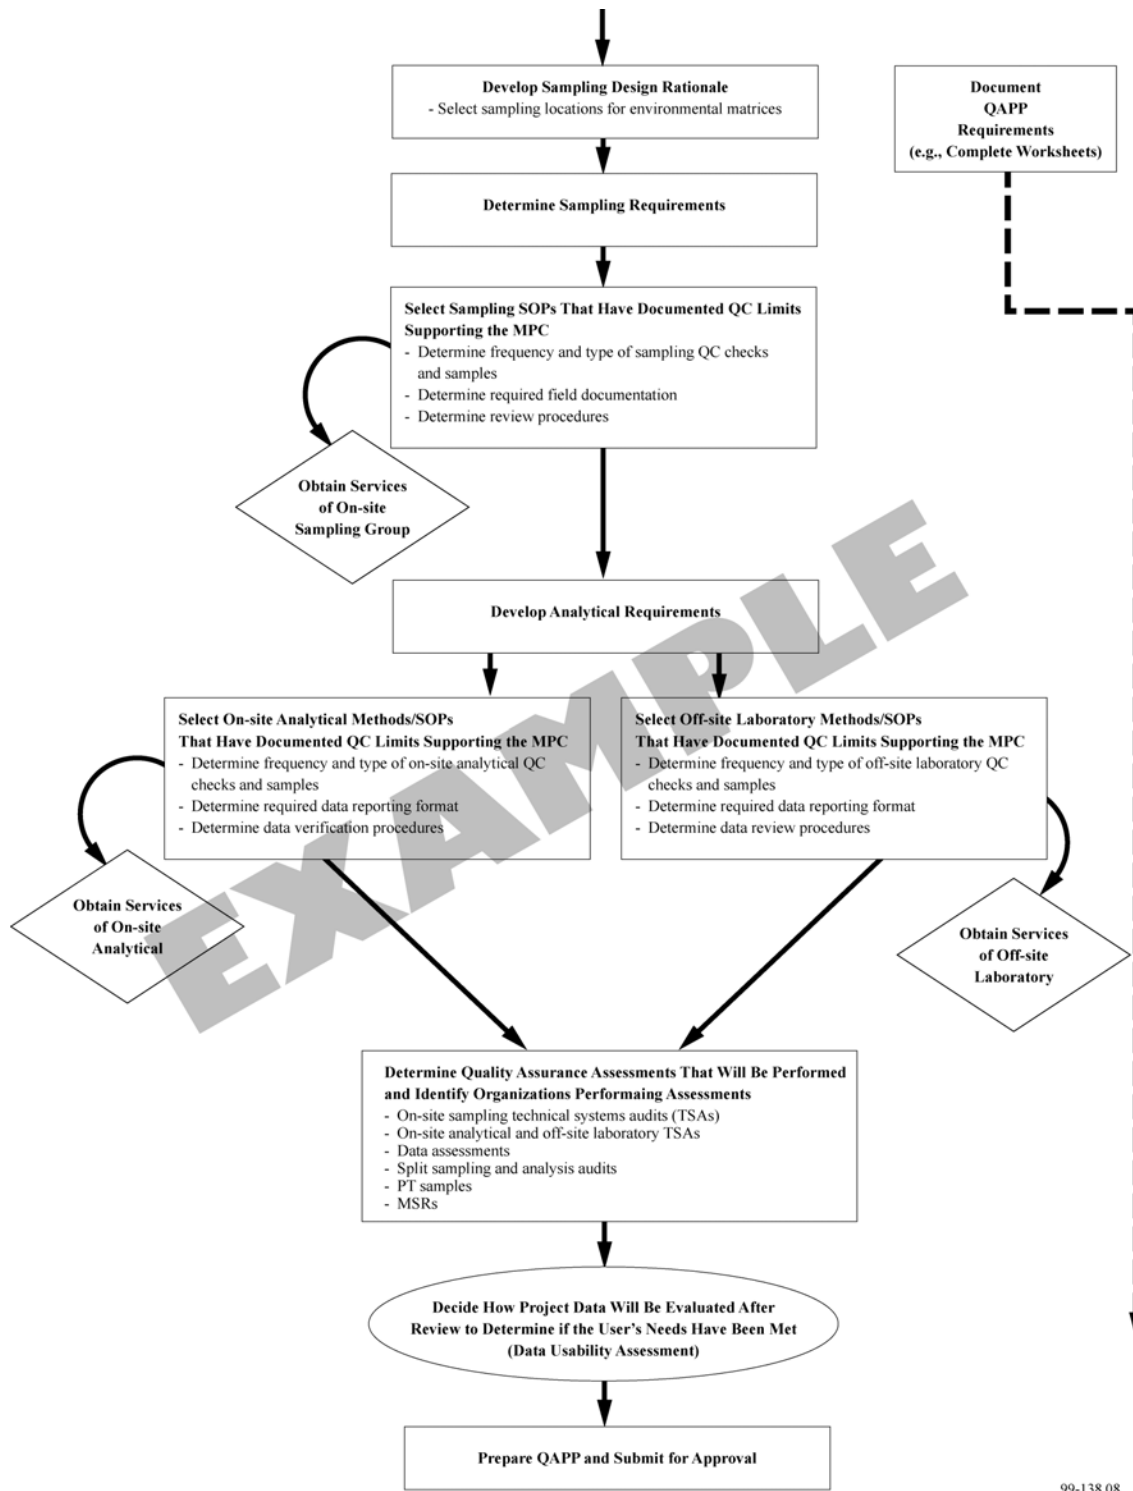 Develop Sampling Design Rationale
- Select sampling locations for environmental matrices
Document
QAPP
Requirements
(e.g., Complete Worksheets)
Determine Sampling Requirements
Select Sampling SOPs That Have Documented QC Limits
Supporting the MPC
- Determine frequency and type of sampling QC checks
and samples
- Determine required field documentation
- Determine review procedures
Obtain Services
of On-site
Sampling Group
Develop Analytical Requirements
Select On-site Analytical Methods/SOPs
That Have Documented QC Limits Supporting the MPC
- Determine frequency and type of on-site analytical QC
checks and samples
- Determine required data reporting format
- Determine data verification procedures
Select Off-site Laboratory Methods/SOPs
That Have Documented QC Limits Supporting the MPC
- Determine frequency and type of off-site laboratory QC
checks and samples
- Determine required data reporting format
- Determine data review procedures
Obtain Services
of On-site
Analytical
Obtain Services
of Off-site
Laboratory
EXAMPLE
Determine Quality Assurance Assessments That Will Be Performed
and Identify Organizations Performaing Assessments
- On-site sampling technical systems audits (TSAs)
- On-site analytical and off-site laboratory TSAs
- Data assessments
- Split sampling and analysis audits
- PT samples
- MSRs
Decide How Project Data Will Be Evaluated After
Review to Determine if the User's Needs Have Been Met
(Data Usability Assessment)
Prepare QAPP and Submit for Approval
99-138.08